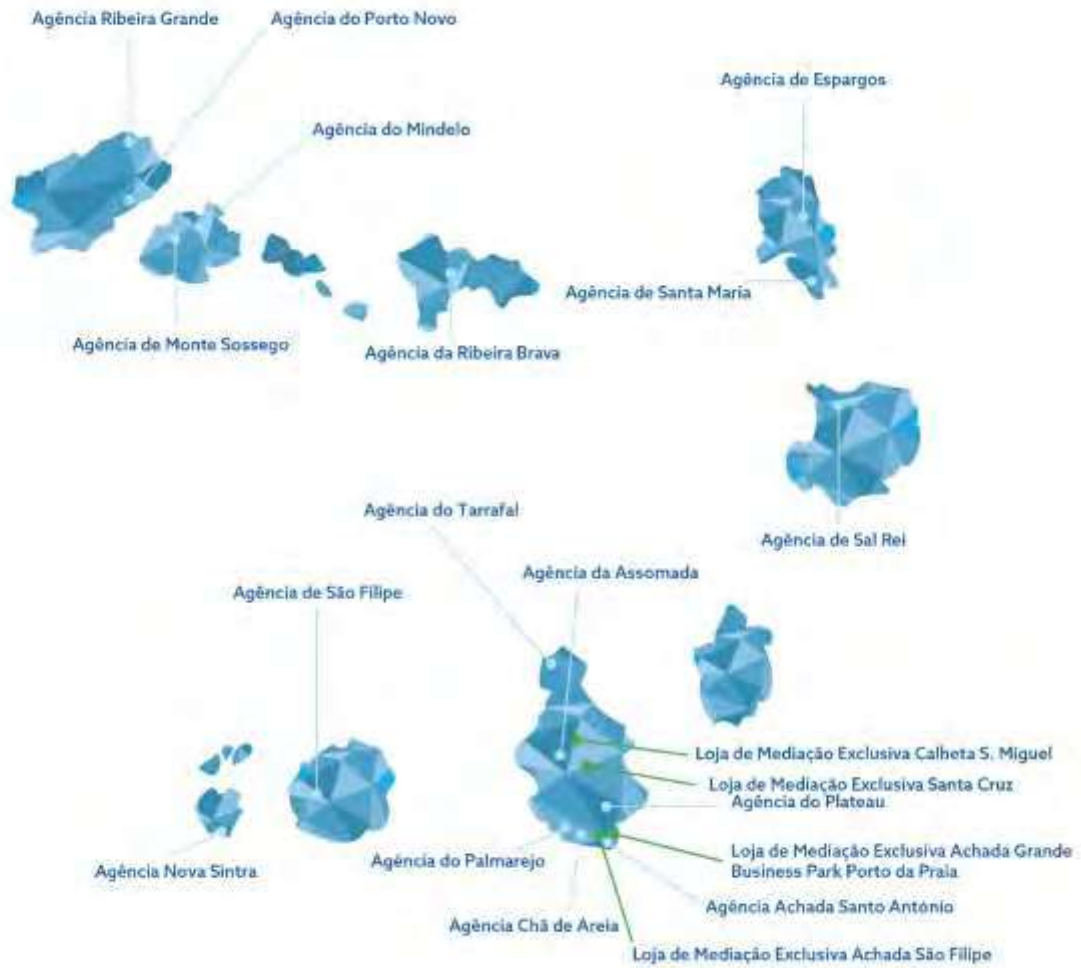 Agência Ribeira Grande
Agência do Porto Novo
Agência de Espargos
Agência do Mindelo
Agência de Santa Maria
Agência de Monte Sossego
Agência da Ribeira Brava
Agência do Tarrafal
Agência de Sal Rei
Agência da Assomada
Agência de São Filipe
Loja de Mediação Exclusiva Calheta S. Miguel
Loja de Mediação Exclusiva Santa Cruz
Agência do Plateau
Loja de Mediação Exclusiva Achada Grande
Business Park Porto da Praia
Agência do Palmarejo
Agência Nova Sintra
Agência Achada Santo António
Agência Chã de Areia
Loja de Mediação Exclusiva Achada São Filipe